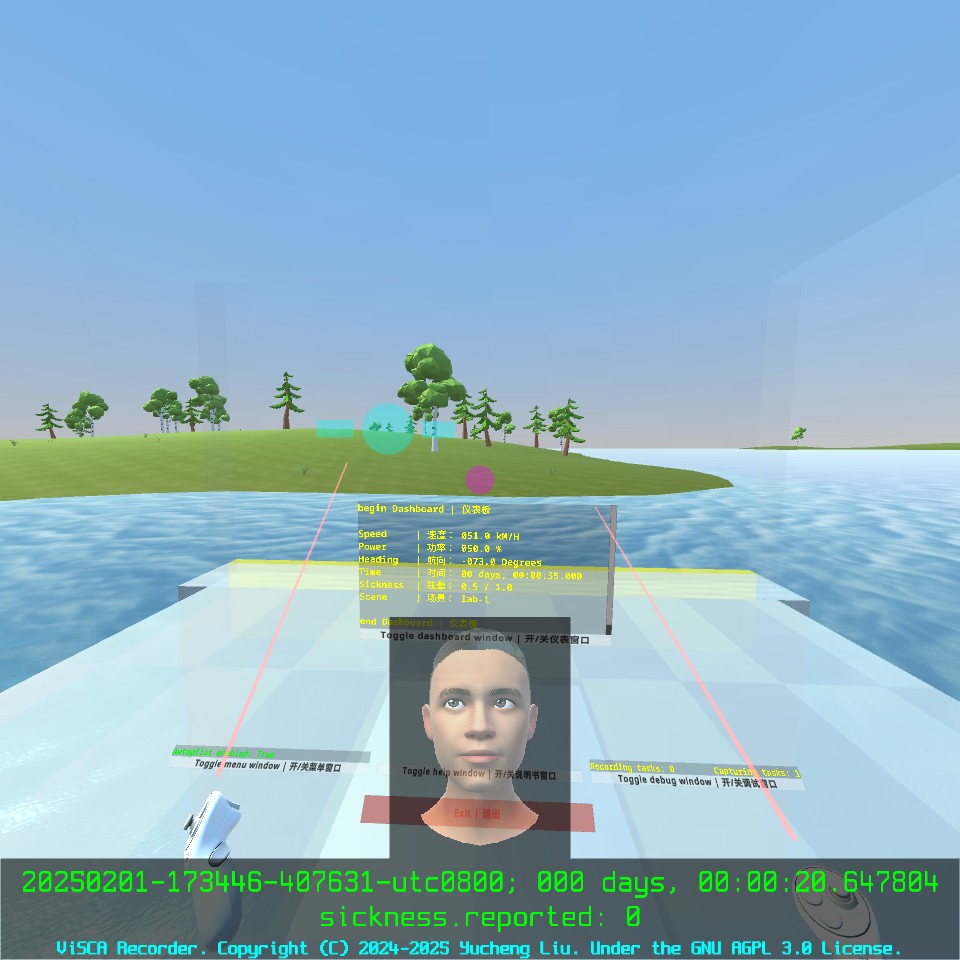 begin Dashboard | 仪表板
Speed | 速度: 051.0 kM/H
Power | 功率: 050.0 %
Heading | 航向: -073.0 Degrees
Time | 时间: 00 days, 00:00:35.000
Sickness | 眩晕: 0.5 / 1.0
Scene | 场景: lab-1
end Dashboard | 仪表板
Toggle dashboard window | 开/关仪表窗口
Autopilot enabled: True
Toggle menu window | 开/关菜单窗口
Toggle help window | 开/关说明书窗口
Recording tasks: 0 Capturing tasks: 1
Toggle debug window | 开/关调试窗口
Exit | 退出
20250201-173446-407631-utc0800; 000 days, 00:00:20.647804
sickness.reported: 0
ViSCA Recorder. Copyright (C) 2024-2025 Yucheng Liu. Under the GNU AGPL 3.0 License.